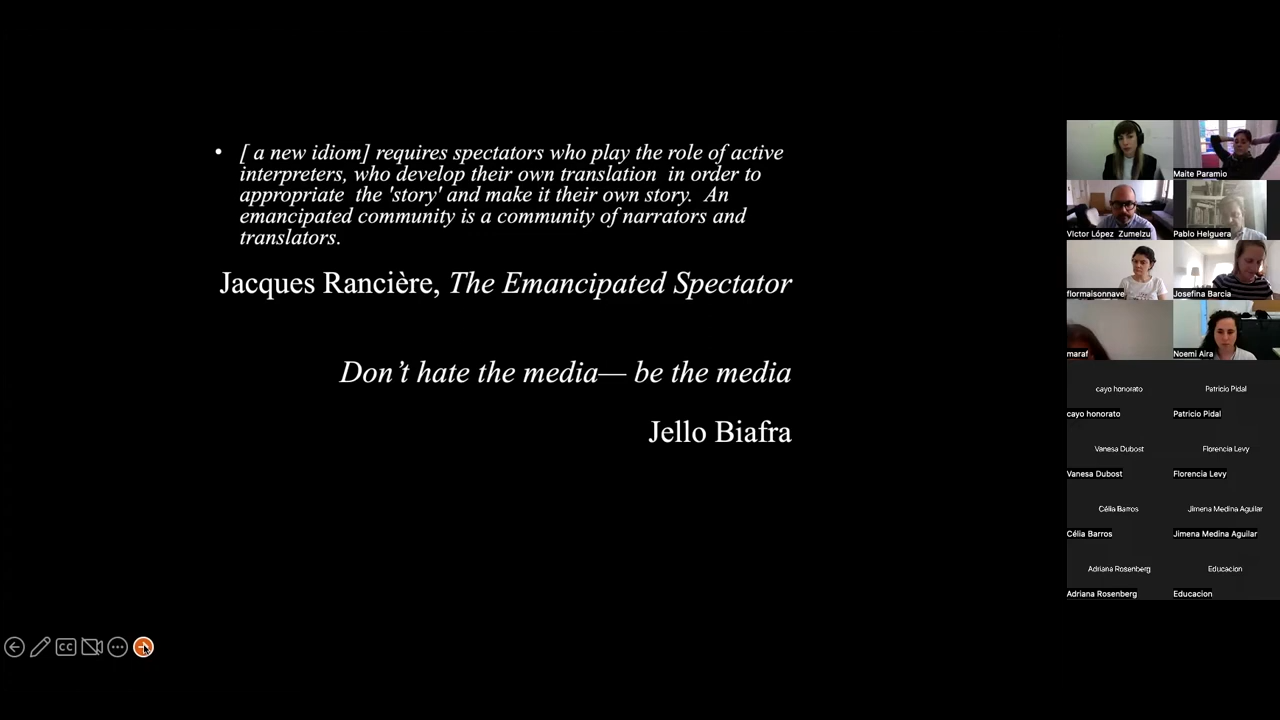 • [ a new idiom] requires spectators who play the role of active
interpreters, who develop their own translation in order to
appropriate the 'story' and make it their own story. An
emancipated community is a community of narrators and
translators.
Jacques Rancière, The Emancipated Spectator
Don’t hate the media— be the media
Jello Biafra
Maite Paramio
Victor López Zumelzu
Pablo Helguera
flormaisonnave
Josefina Barcia
maraf
Noemi Aira
cayo honorato
Patricio Pidal
cayo honorato
Patricio Pidal
Vanesa Dubost
Florencia Levy
Vanesa Dubost
Florencia Levy
Célia Barros
Jimena Medina Aguilar
Célia Barros
Jimena Medina Aguilar
Adriana Rosenberg
Educacion
Adriana Rosenberg
Educacion
CC